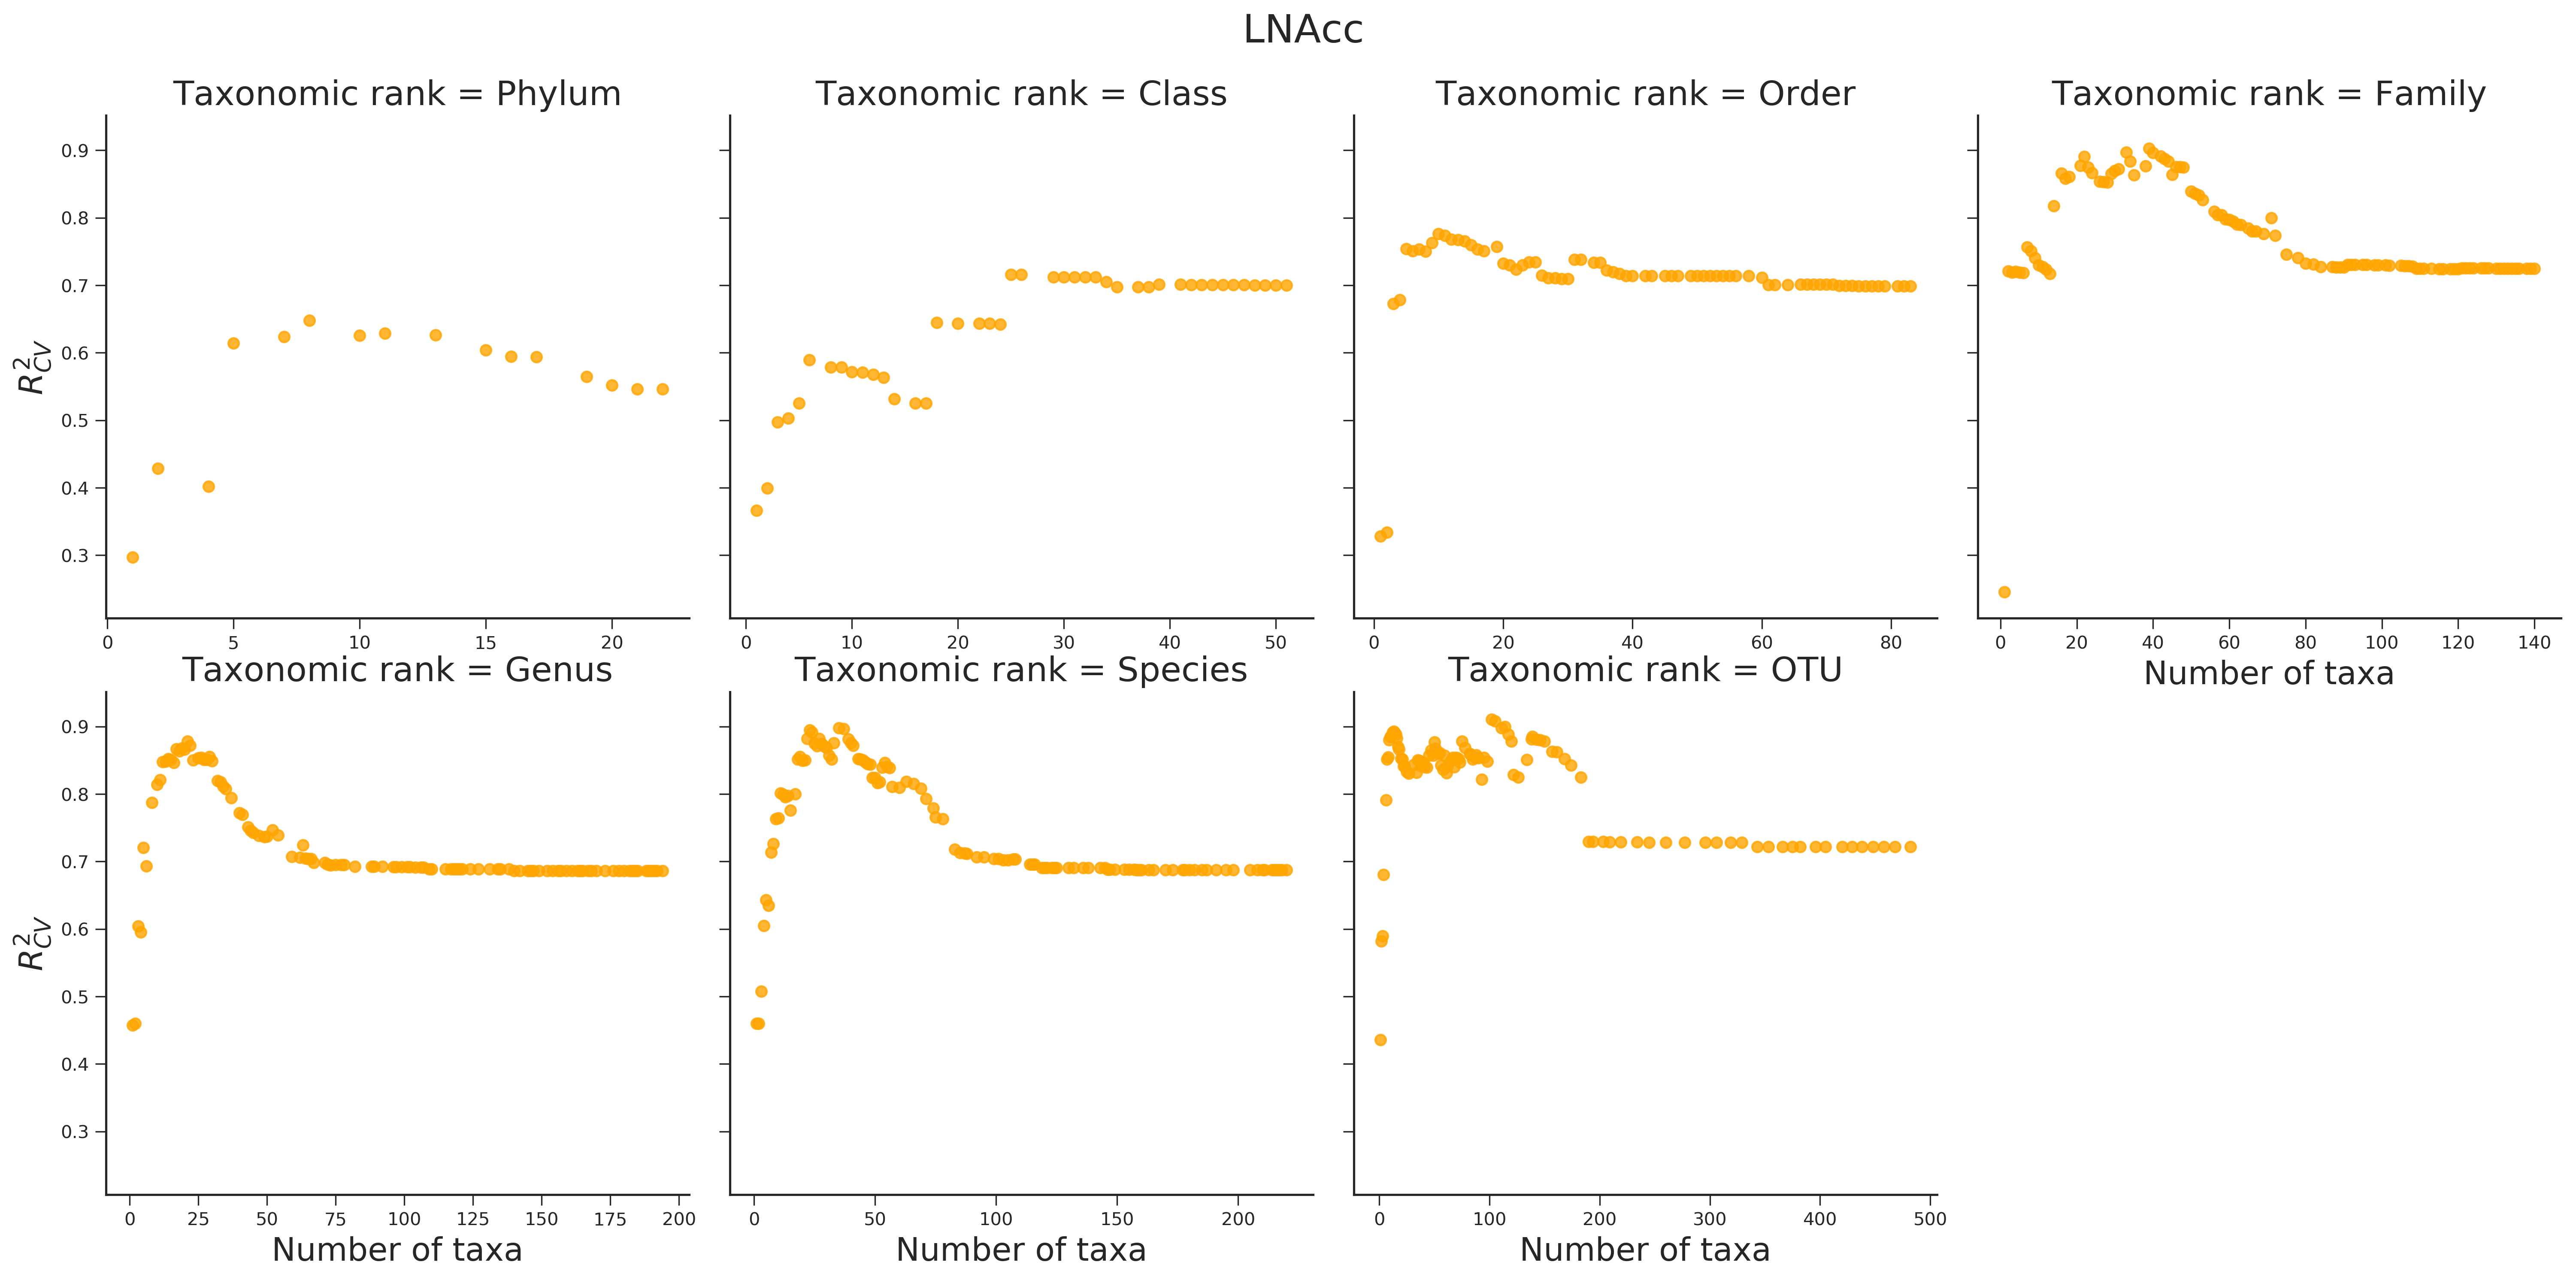 LNAcc
Taxonomic rank = Phylum
Taxonomic rank = Class
Taxonomic rank = Order
Taxonomic rank = Family
0.9
0.8
0.7
0.6
0.5
0.4
0.3
R²CV
0 5 10 15 20
0 10 20 30 40 50
0 20 40 60 80
0 20 40 60 80 100 120 140
Number of taxa
Taxonomic rank = Genus
Taxonomic rank = Species
Taxonomic rank = OTU
0.9
0.8
0.7
0.6
0.5
0.4
0.3
R²CV
0 25 50 75 100 125 150 175 200
0 50 100 150 200
0 100 200 300 400 500
Number of taxa
Number of taxa
Number of taxa